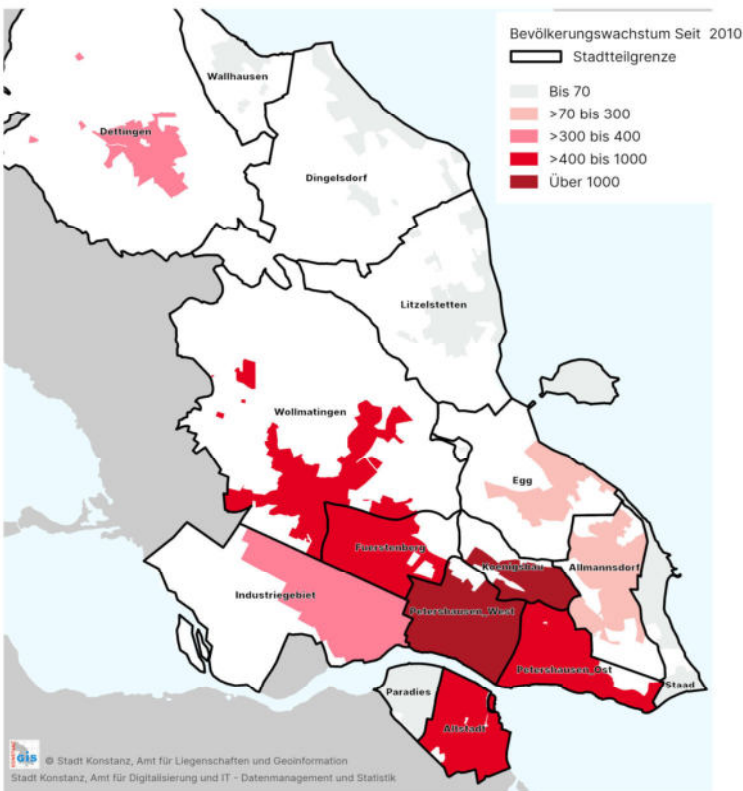 Bevölkerungswachstum Seit 2010
Stadtteilgrenze
Bis 70
>70 bis 300
>300 bis 400
>400 bis 1000
Über 1000
Wallhausen
Dettingen
Dingelsdorf
Litzelstetten
Wollmatingen
Egg
Fuerstenberg
Koenigsbau
Allmannsdorf
Industriegebiet
Petershausen_West
Petershausen_Ost
Staad
Paradies
Altstadt
GIS
© Stadt Konstanz, Amt für Liegenschaften und Geoinformation
Stadt Konstanz, Amt für Digitalisierung und IT - Datenmanagement und Statistik